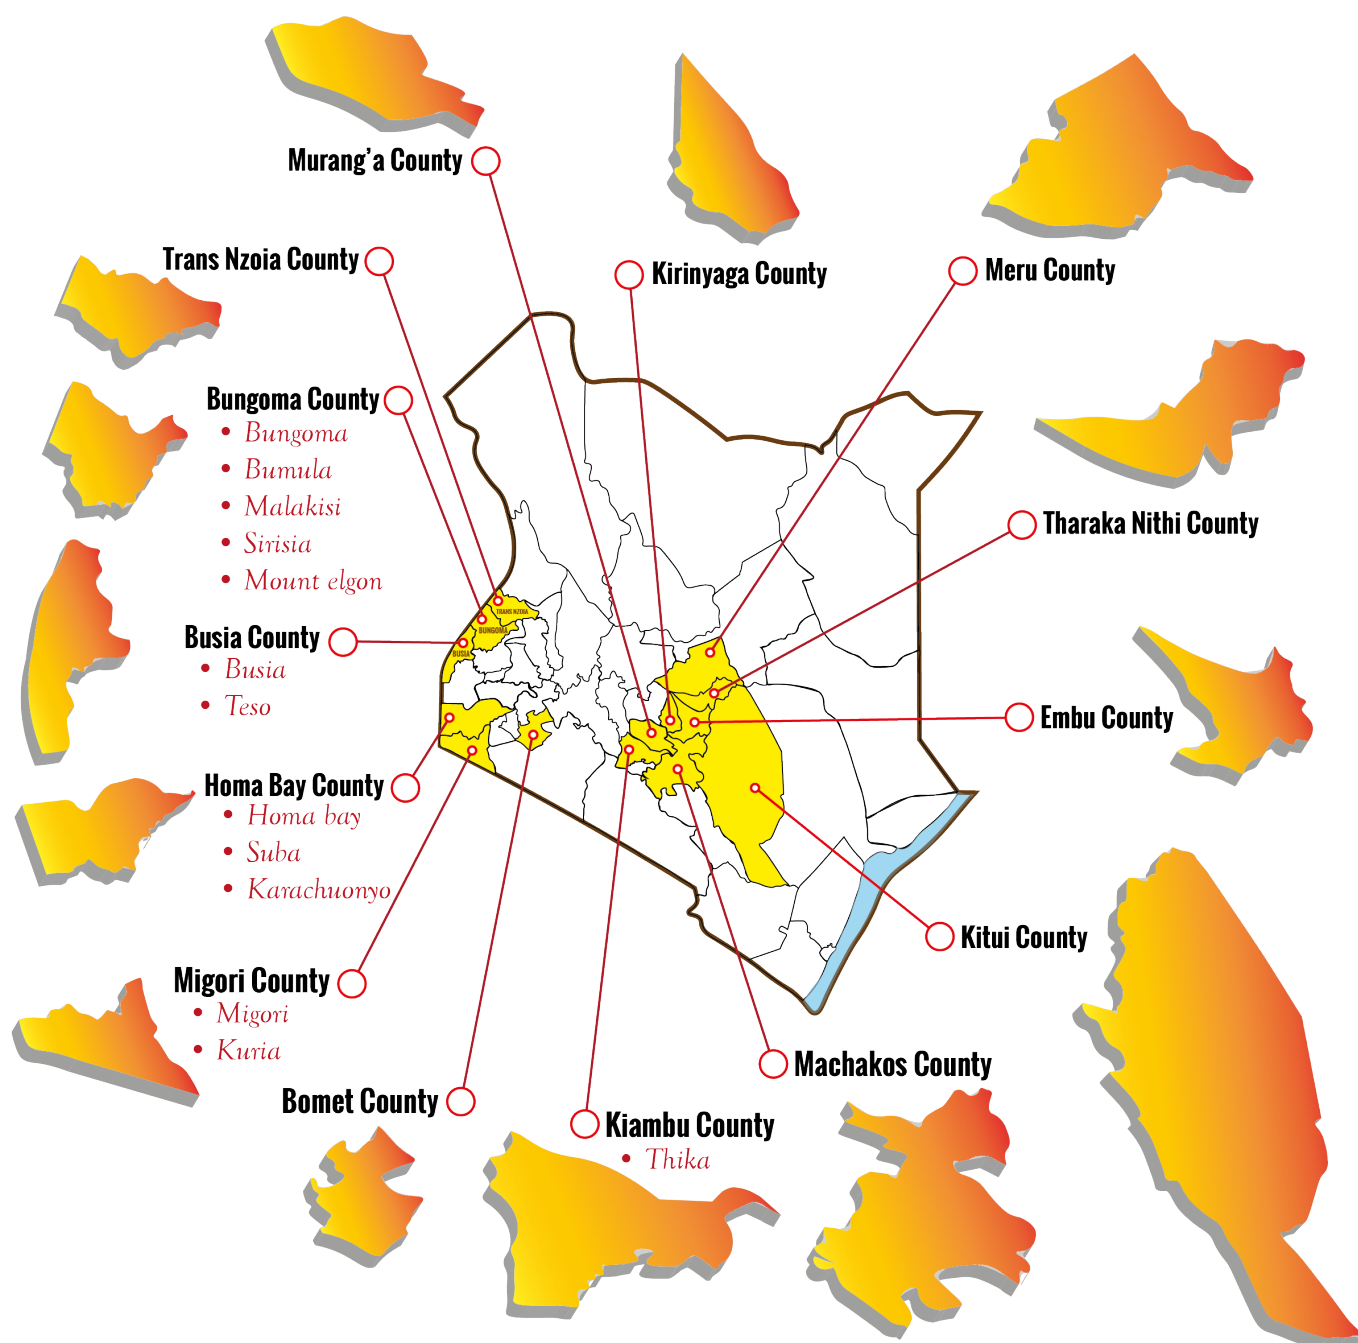 Murang'a County
Trans Nzoia County
Kirinyaga County
Meru County
Bungoma County
• Bungoma
• Bumula
• Malakisi
• Sirisia
• Mount elgon
Tharaka Nithi County
TRANS NZOIA
BUNGOMA
BUSIA
Busia County
• Busia
• Teso
Embu County
Homa Bay County
• Homa bay
• Suba
• Karachuonyo
Kitui County
Migori County
• Migori
• Kuria
Machakos County
Bomet County
Kiambu County
• Thika